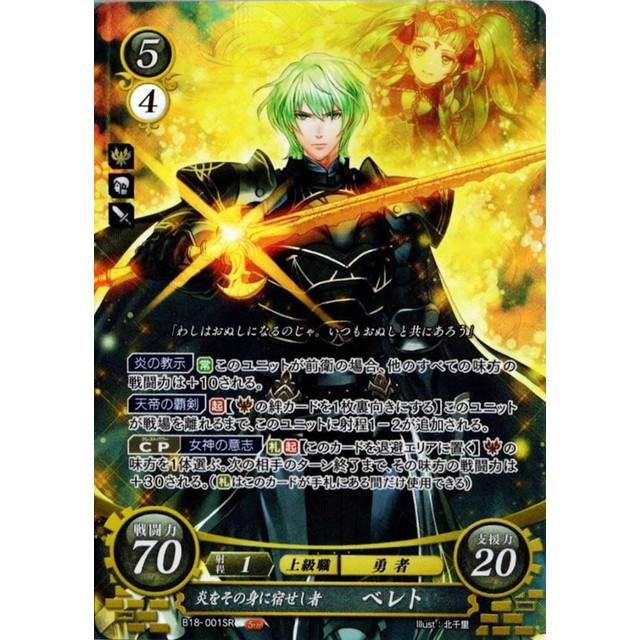 5
4
「わしはおぬしになるのじゃ。いつもおぬしと共にあろう」
炎の教示 常 このユニットが前衛の場合、他のすべての味方の
戦闘力は+10される。
天帝の覇剣 起【 の絆カードを1枚裏向きにする】このユニット
が戦場を離れるまで、このユニットに射程1-2が追加される。
CP 女神の意志 札 起【このカードを退避エリアに置く】 の
味方を1体選ぶ。次の相手のターン終了まで、その味方の戦闘力は
+30される。(札はこのカードが手札にある間だけ使用できる)
戦闘力
70
射程 1 上級職 勇者
支援力
20
炎をその身に宿せし者 ベレト
B18-001SR
Illust:北千里